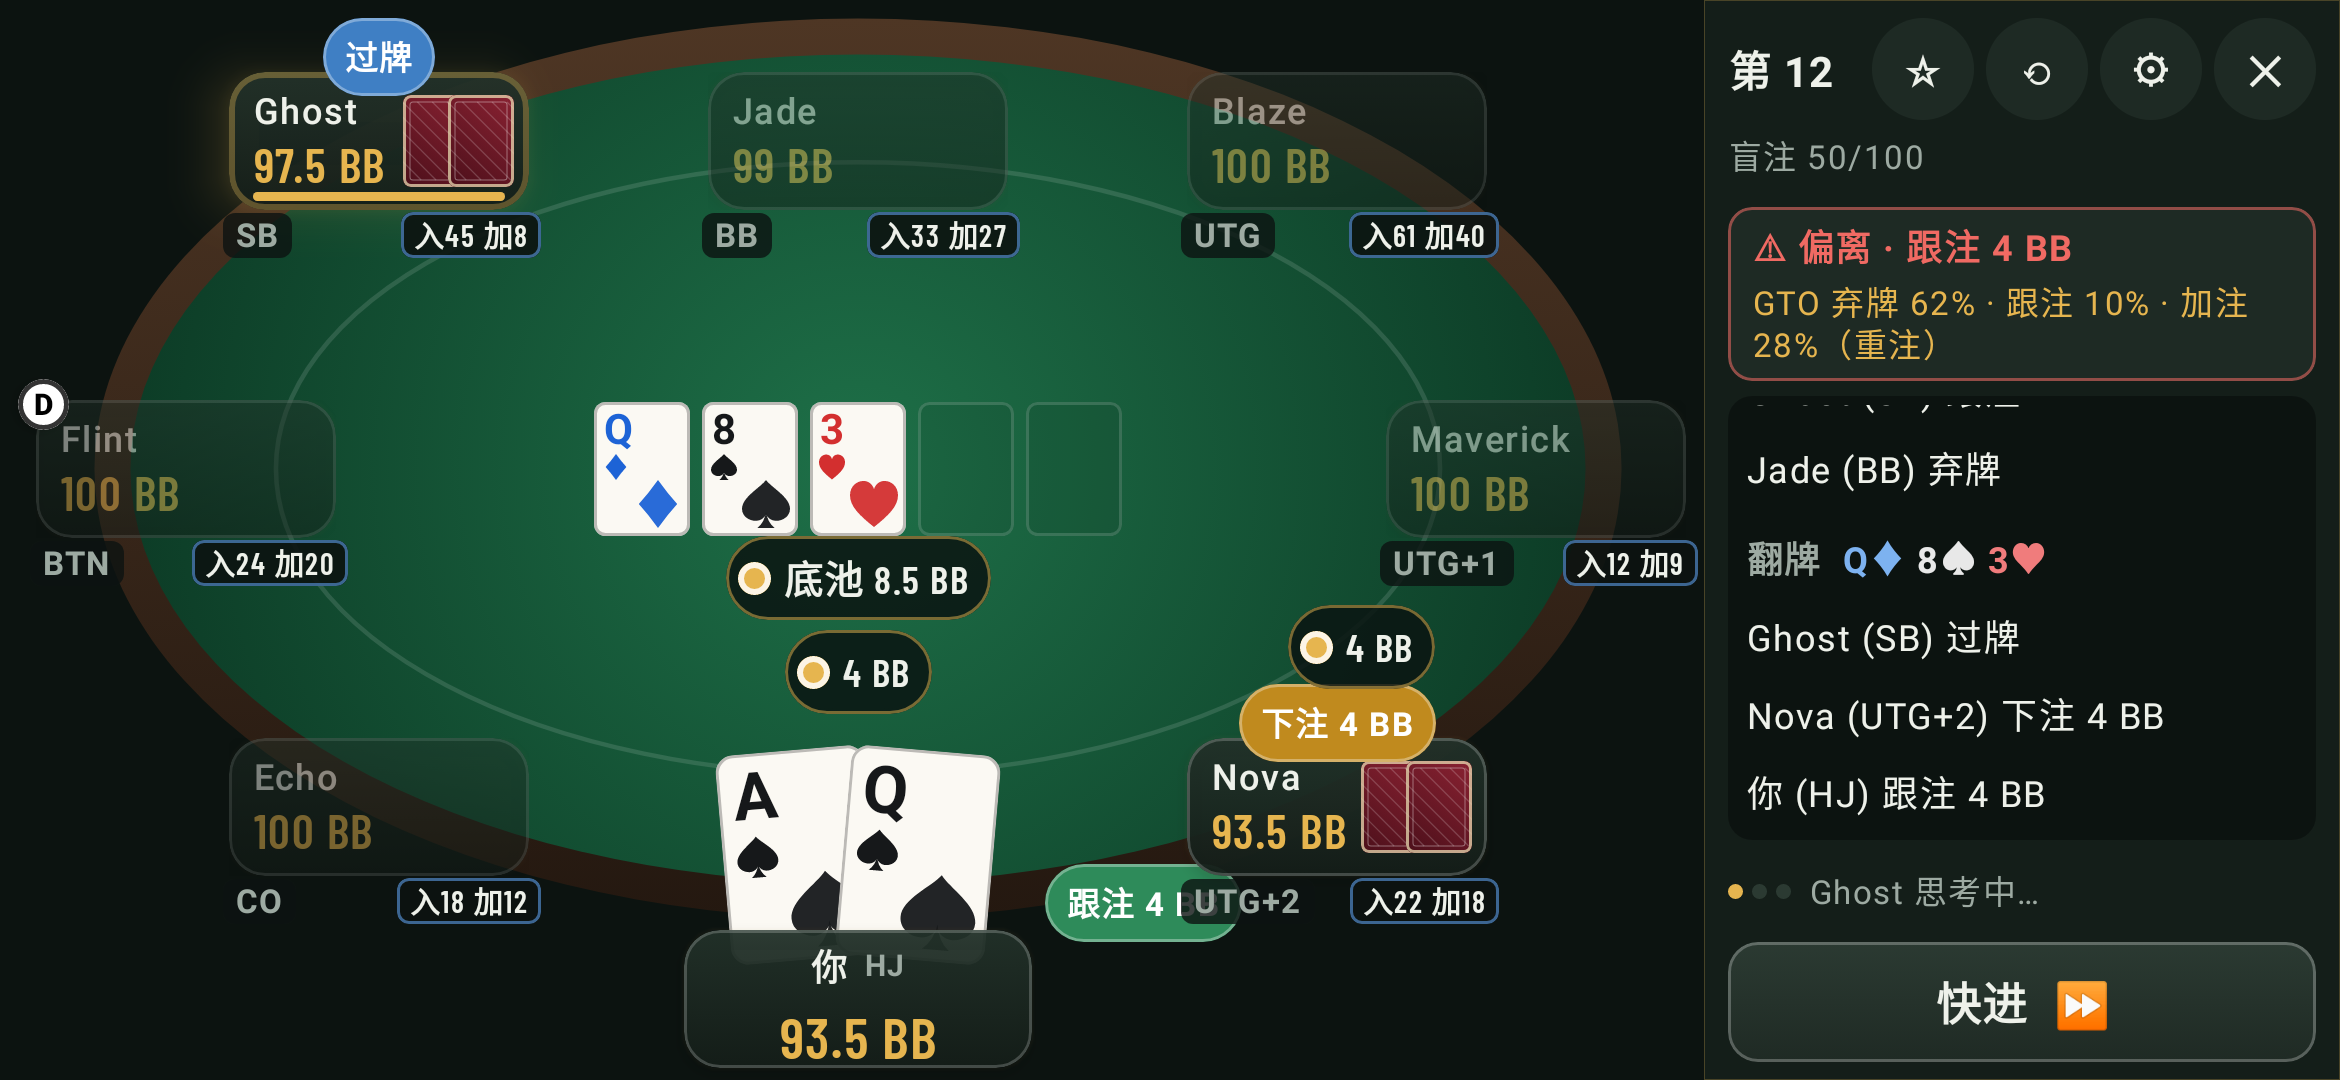 过牌
Ghost
97.5 BB
SB
入45 加8
Jade
99 BB
BB
入33 加27
Blaze
100 BB
UTG
入61 加40
D
Flint
100 BB
BTN
入24 加20
Q
8
3
底池 8.5 BB
4 BB
Maverick
100 BB
UTG+1
入12 加9
4 BB
下注 4 BB
Nova
93.5 BB
UTG+2
入22 加18
Echo
100 BB
CO
入18 加12
A
Q
跟注 4
你 HJ
93.5 BB
第 12
盲注 50/100
⚠ 偏离 · 跟注 4 BB
GTO 弃牌 62% · 跟注 10% · 加注
28%（重注）
Jade (BB) 弃牌
翻牌 Q♦ 8♠ 3♥
Ghost (SB) 过牌
Nova (UTG+2) 下注 4 BB
你 (HJ) 跟注 4 BB
Ghost 思考中…
快进